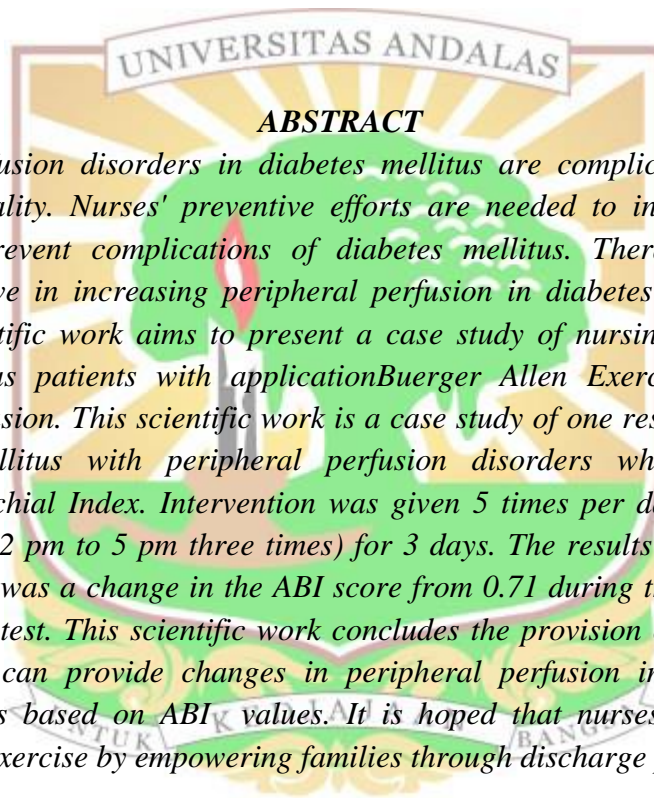 UNIVERSITAS ANDALAS
ABSTRACT
fusion disorders in diabetes mellitus are complic
ality. Nurses' preventive efforts are needed to in
revent complications of diabetes mellitus. Ther
ve in increasing peripheral perfusion in diabetes
tific work aims to present a case study of nursin
us patients with applicationBuerger Allen Exerc
sion. This scientific work is a case study of one res
llitus with peripheral perfusion disorders wh
chial Index. Intervention was given 5 times per d
2 pm to 5 pm three times) for 3 days. The results
was a change in the ABI score from 0.71 during t
test. This scientific work concludes the provision
can provide changes in peripheral perfusion in
s based on ABI values. It is hoped that nurses
UNTUK KEDJAJAAN BANGSA
xercise by empowering families through discharge